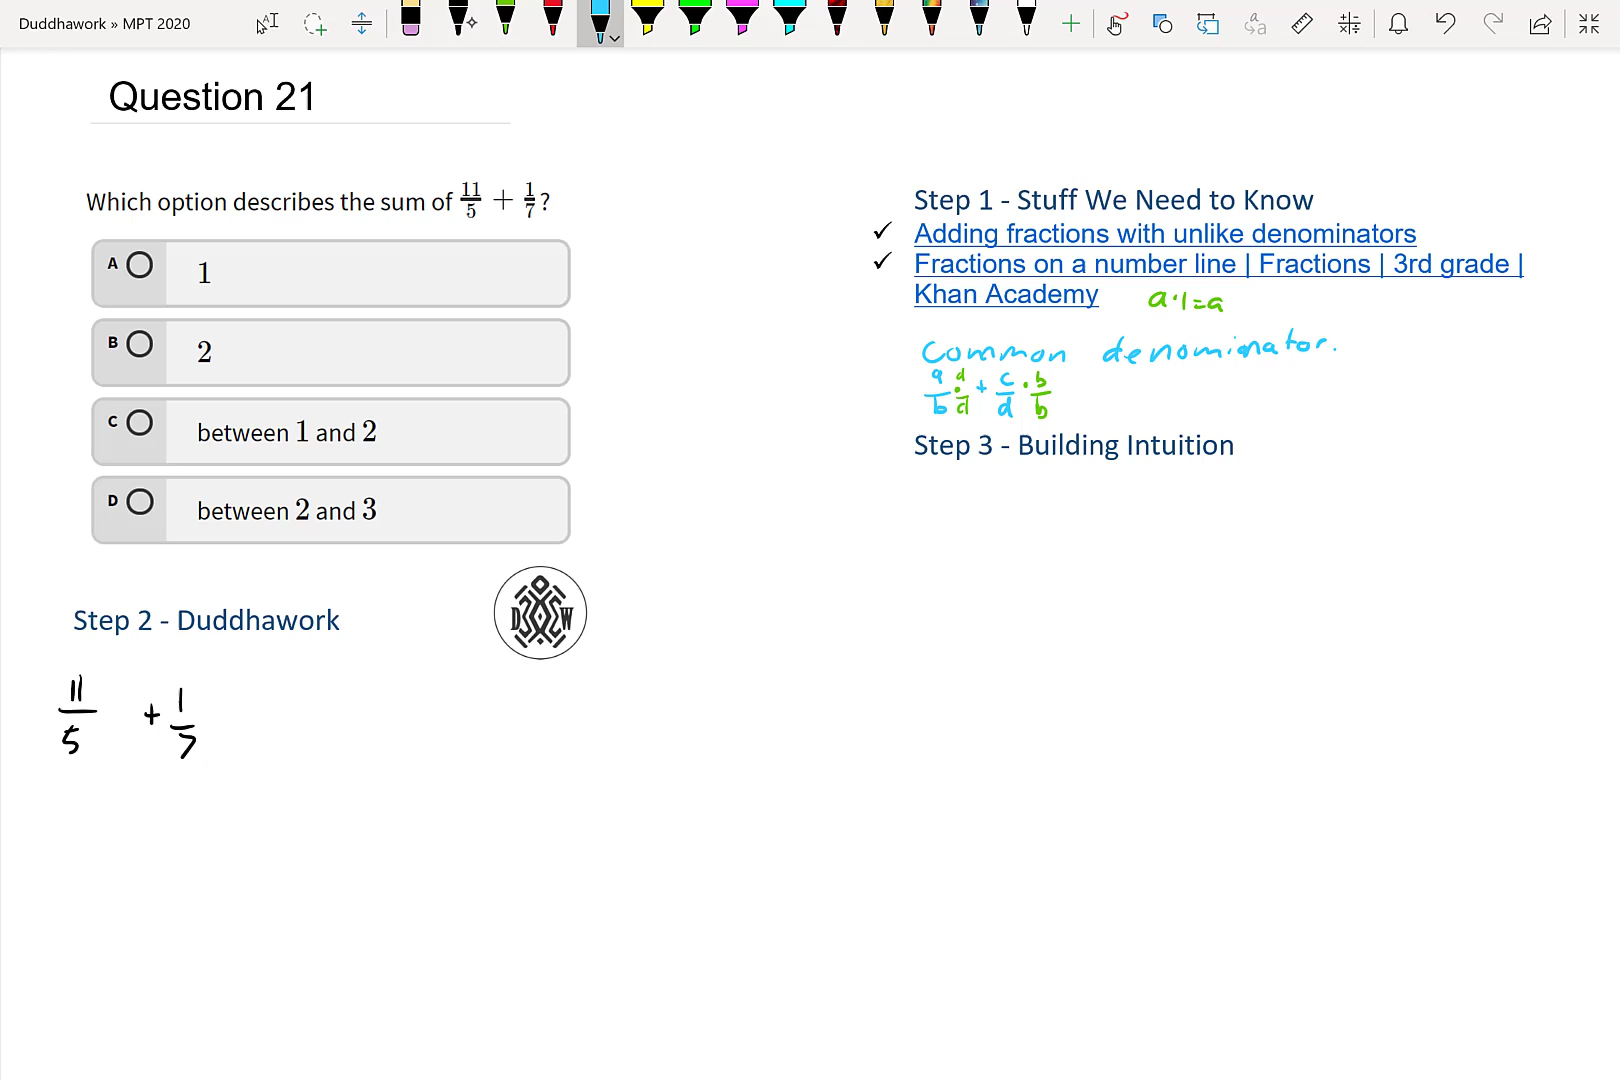 Duddhawork » MPT 2020
Question 21
Which option describes the sum of 11/5 + 1/7?
A 1
B 2
C between 1 and 2
D between 2 and 3
Step 2 - Duddhawork
D W
11/5 + 1/7
Step 1 - Stuff We Need to Know
✓ Adding fractions with unlike denominators
✓ Fractions on a number line | Fractions | 3rd grade |
Khan Academy a·1=a
Common denominator.
a/b · d/d + c/d · b/b
Step 3 - Building Intuition